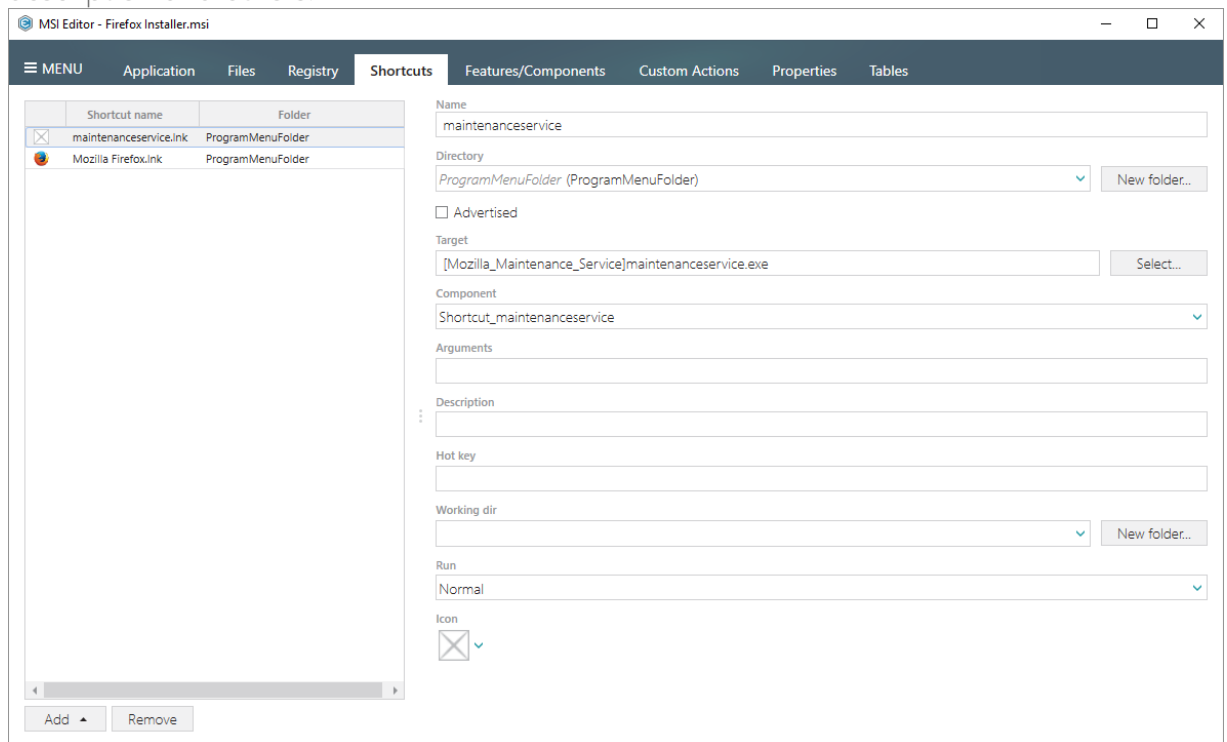 MSI Editor - Firefox Installer.msi
MENU Application Files Registry Shortcuts Features/Components Custom Actions Properties Tables
Shortcut name Folder
maintenanceservice.lnk ProgramMenuFolder
Mozilla Firefox.lnk ProgramMenuFolder
Name
maintenanceservice
Directory
ProgramMenuFolder (ProgramMenuFolder) New folder...
Advertised
Target
[Mozilla_Maintenance_Service]maintenanceservice.exe Select...
Component
Shortcut_maintenanceservice
Arguments
Description
Hot key
Working dir
New folder...
Run
Normal
Icon
Add Remove